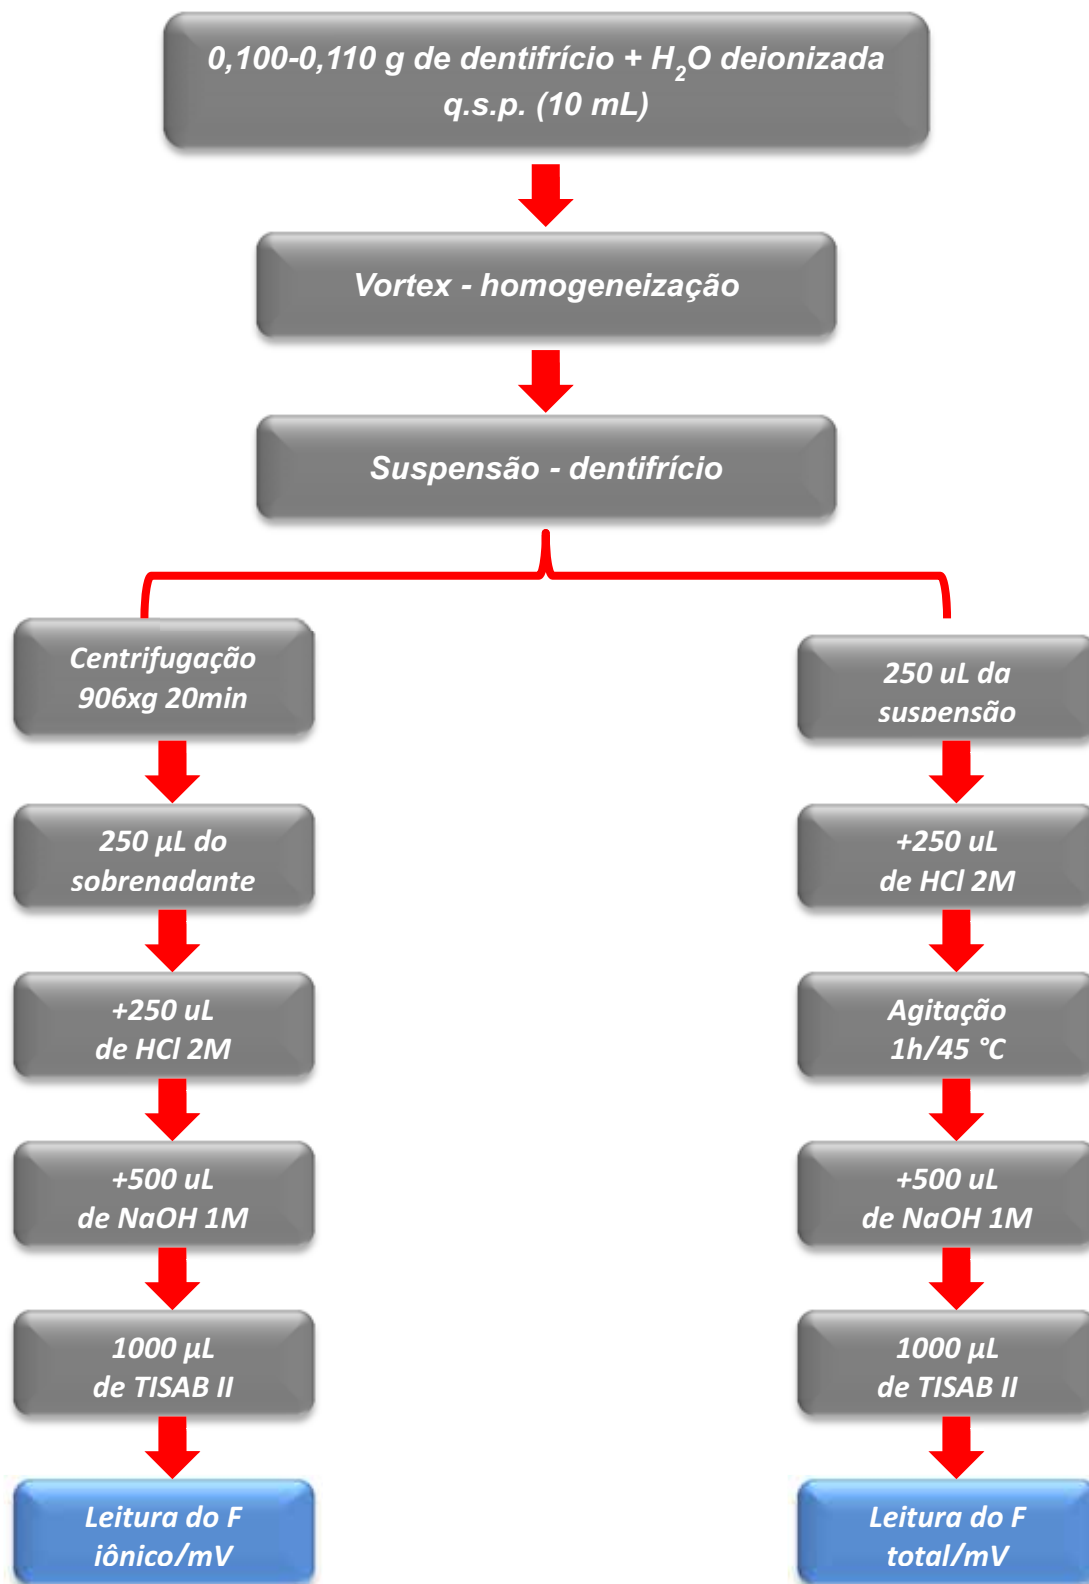 0,100-0,110 g de dentifrício + H₂O deionizada
q.s.p. (10 mL)
Vortex - homogeneização
Suspensão - dentifrício
Centrifugação
906xg 20min
250 µL do
sobrenadante
+250 uL
de HCl 2M
+500 uL
de NaOH 1M
1000 µL
de TISAB II
Leitura do F
iônico/mV
250 uL da
suspensão
+250 uL
de HCl 2M
Agitação
1h/45 °C
+500 uL
de NaOH 1M
1000 µL
de TISAB II
Leitura do F
total/mV